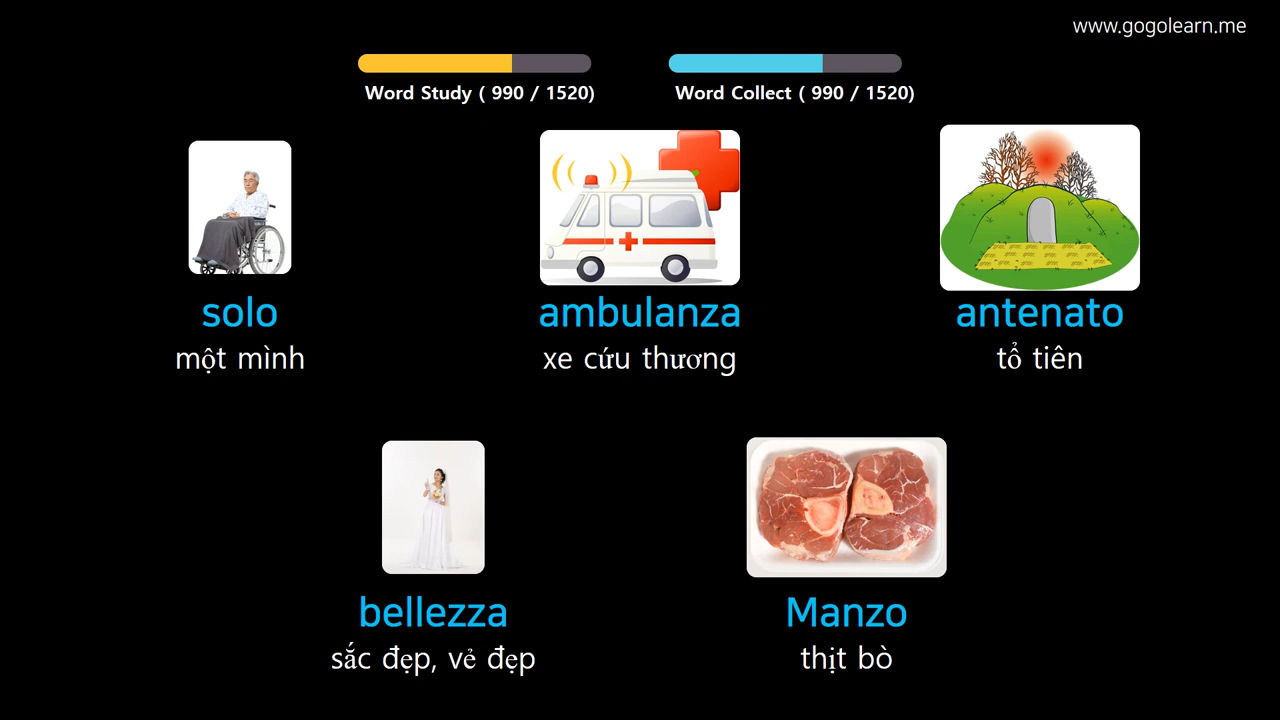 www.gogolearn.me
Word Study ( 990 / 1520)
Word Collect ( 990 / 1520)
solo
ambulanza
antenato
một mình
xe cứu thương
tổ tiên
bellezza
Manzo
sắc đẹp, vẻ đẹp
thịt bò